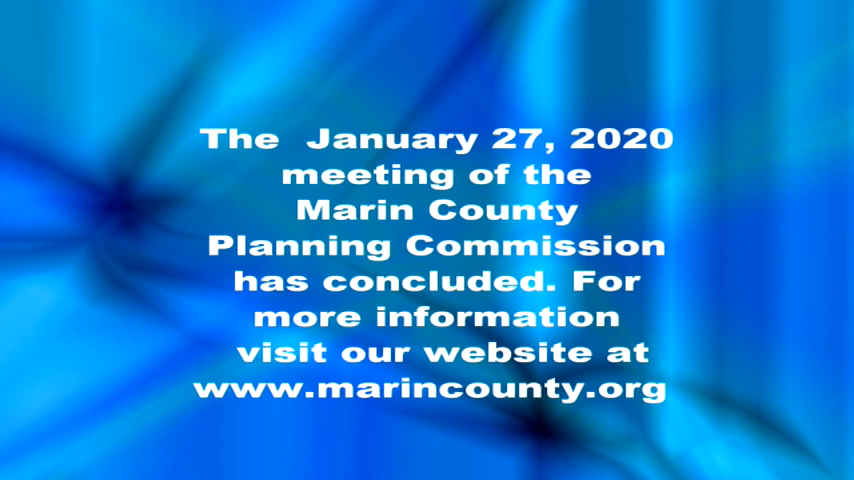 The January 27, 2020
meeting of the
Marin County
Planning Commission
has concluded. For
more information
visit our website at
www.marincounty.org